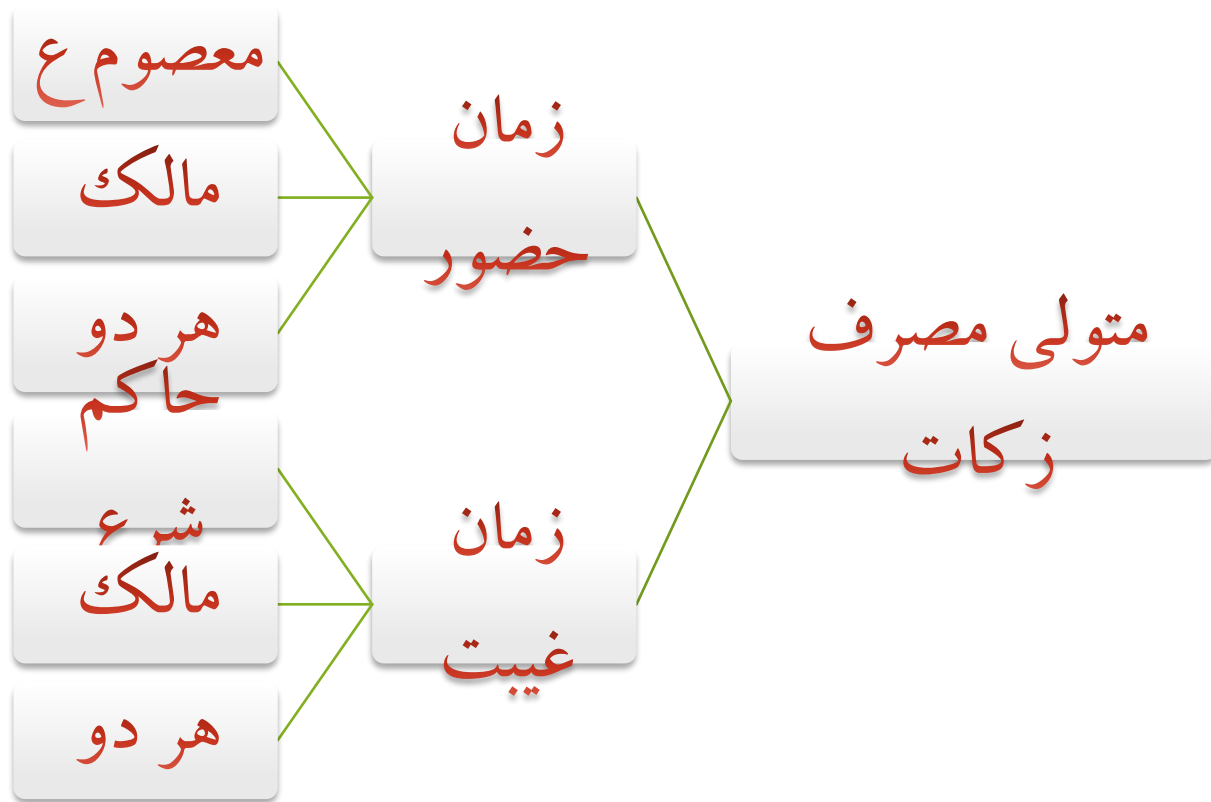 متولی مصرف
زکات
زمان
حضور
معصوم ع
مالک
هر دو
زمان
غیبت
حاکم
شرع
مالک
هر دو